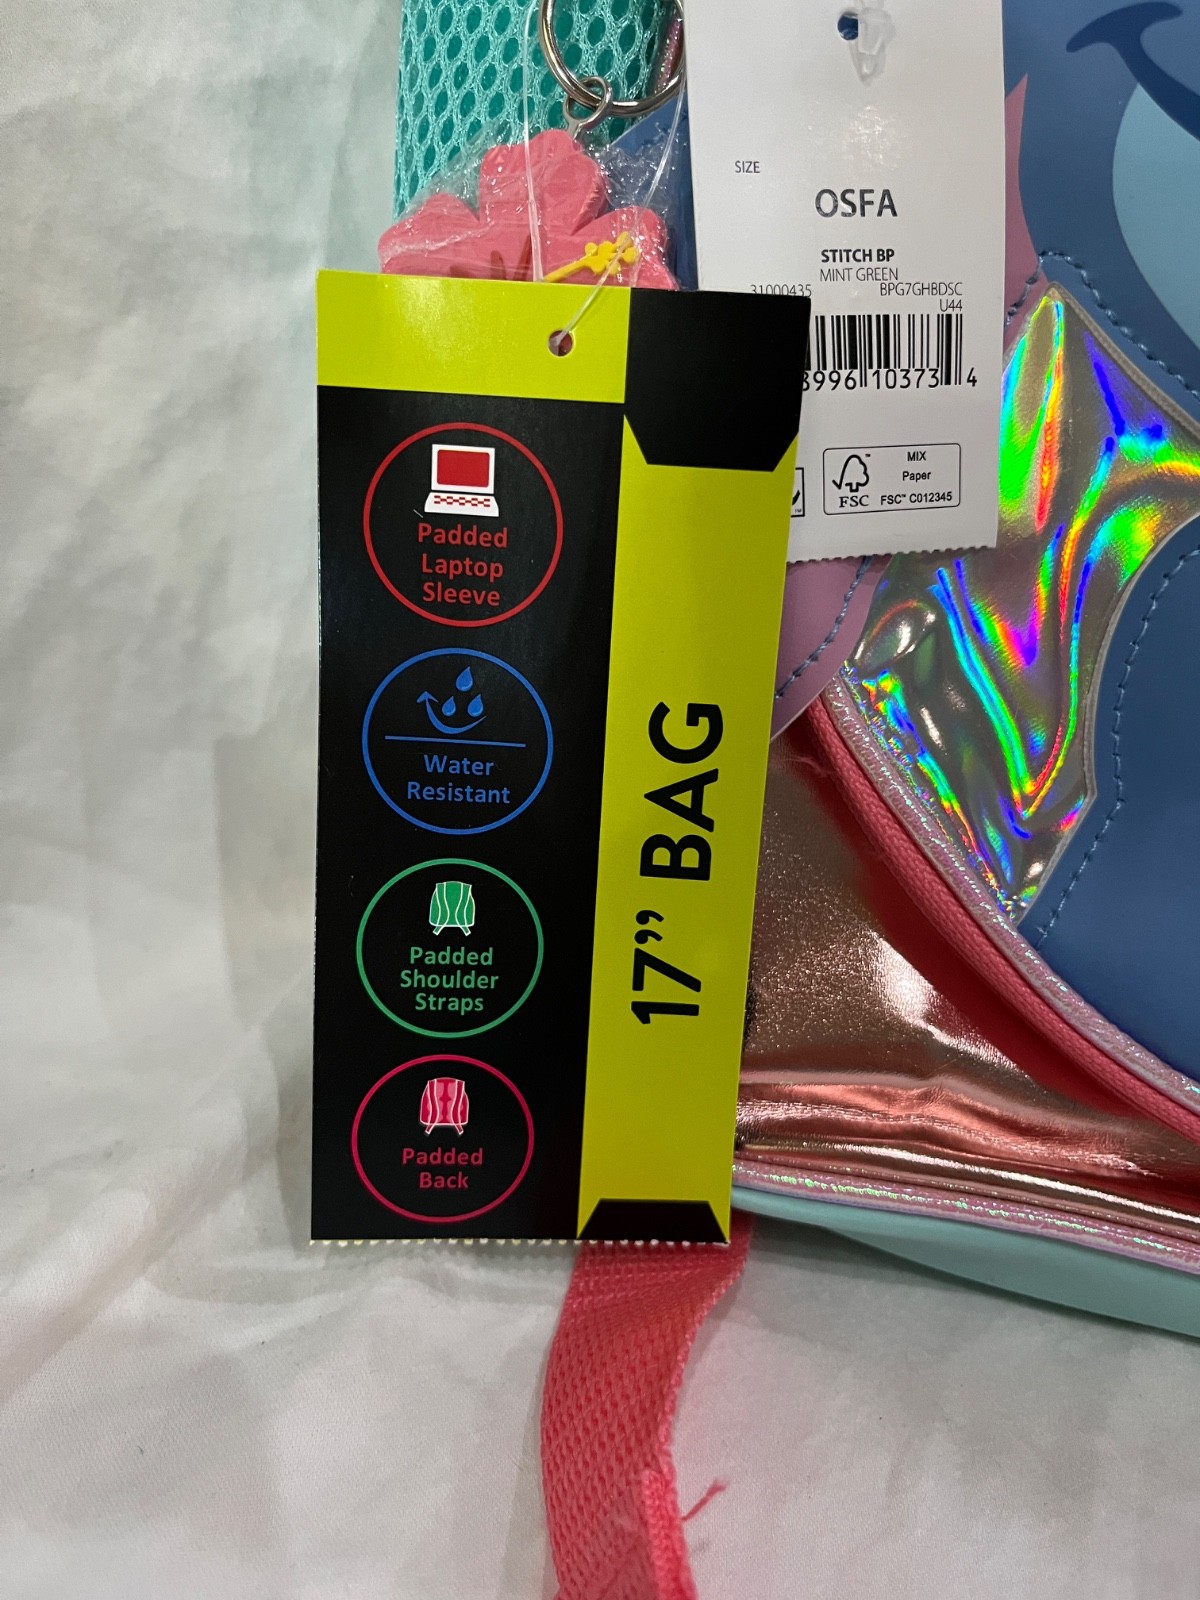 SIZE
OSFA
STITCH BP
MINT GREEN
31000435 BPG7GHBDSC
U44
8996 10373 4
MIX
Paper
FSC™ C012345
FSC
Padded
Laptop
Sleeve
Water
Resistant
Padded
Shoulder
Straps
Padded
Back
17” BAG